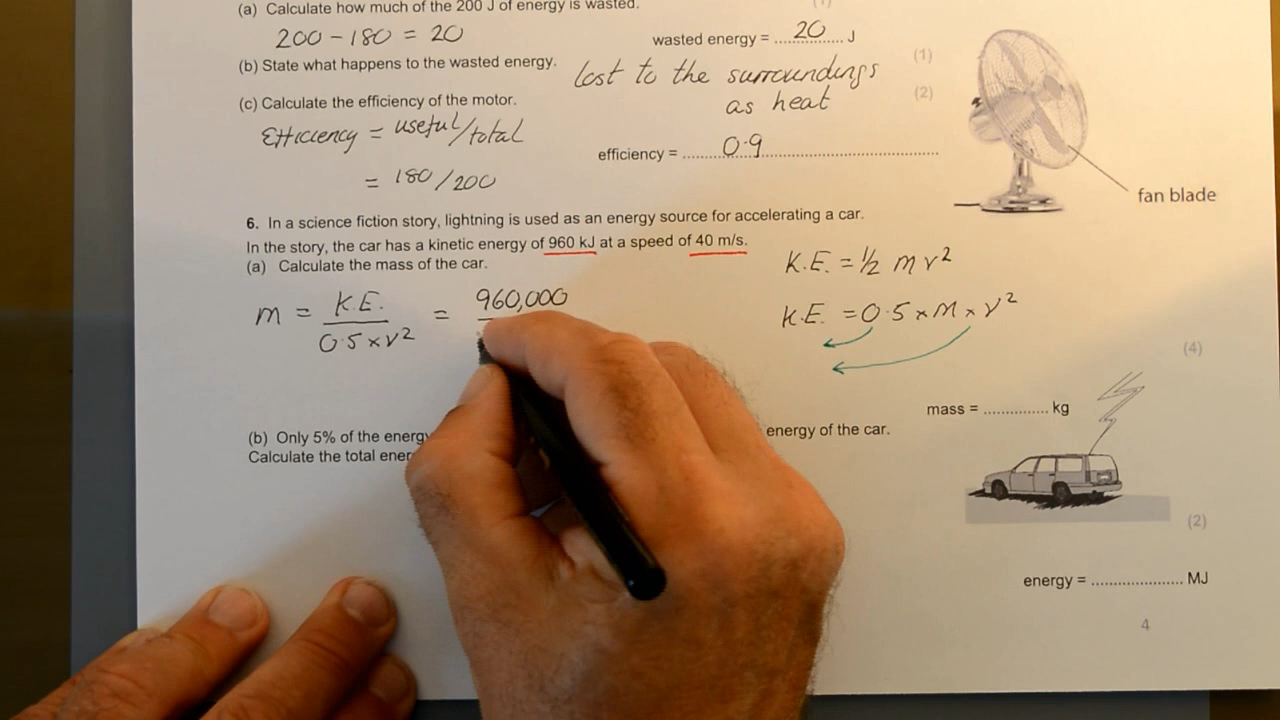 (a) Calculate how much of the 200 J of energy is wasted.
200 - 180 = 20
wasted energy = ....20.... J
(1)
(b) State what happens to the wasted energy.
Lost to the surroundings
as heat
(2)
(c) Calculate the efficiency of the motor.
Efficiency = useful/total
efficiency = ........0.9........
= 180/200
fan blade
6. In a science fiction story, lightning is used as an energy source for accelerating a car.
In the story, the car has a kinetic energy of 960 kJ at a speed of 40 m/s.
(a) Calculate the mass of the car.
K.E. = ½ m v²
K.E. = 0.5 × m × v²
m = K.E. / 0.5 × v² = 960,000
(4)
mass = .............. kg
(b) Only 5% of the energy of the car.
Calculate the total
(2)
energy = .................... MJ
4